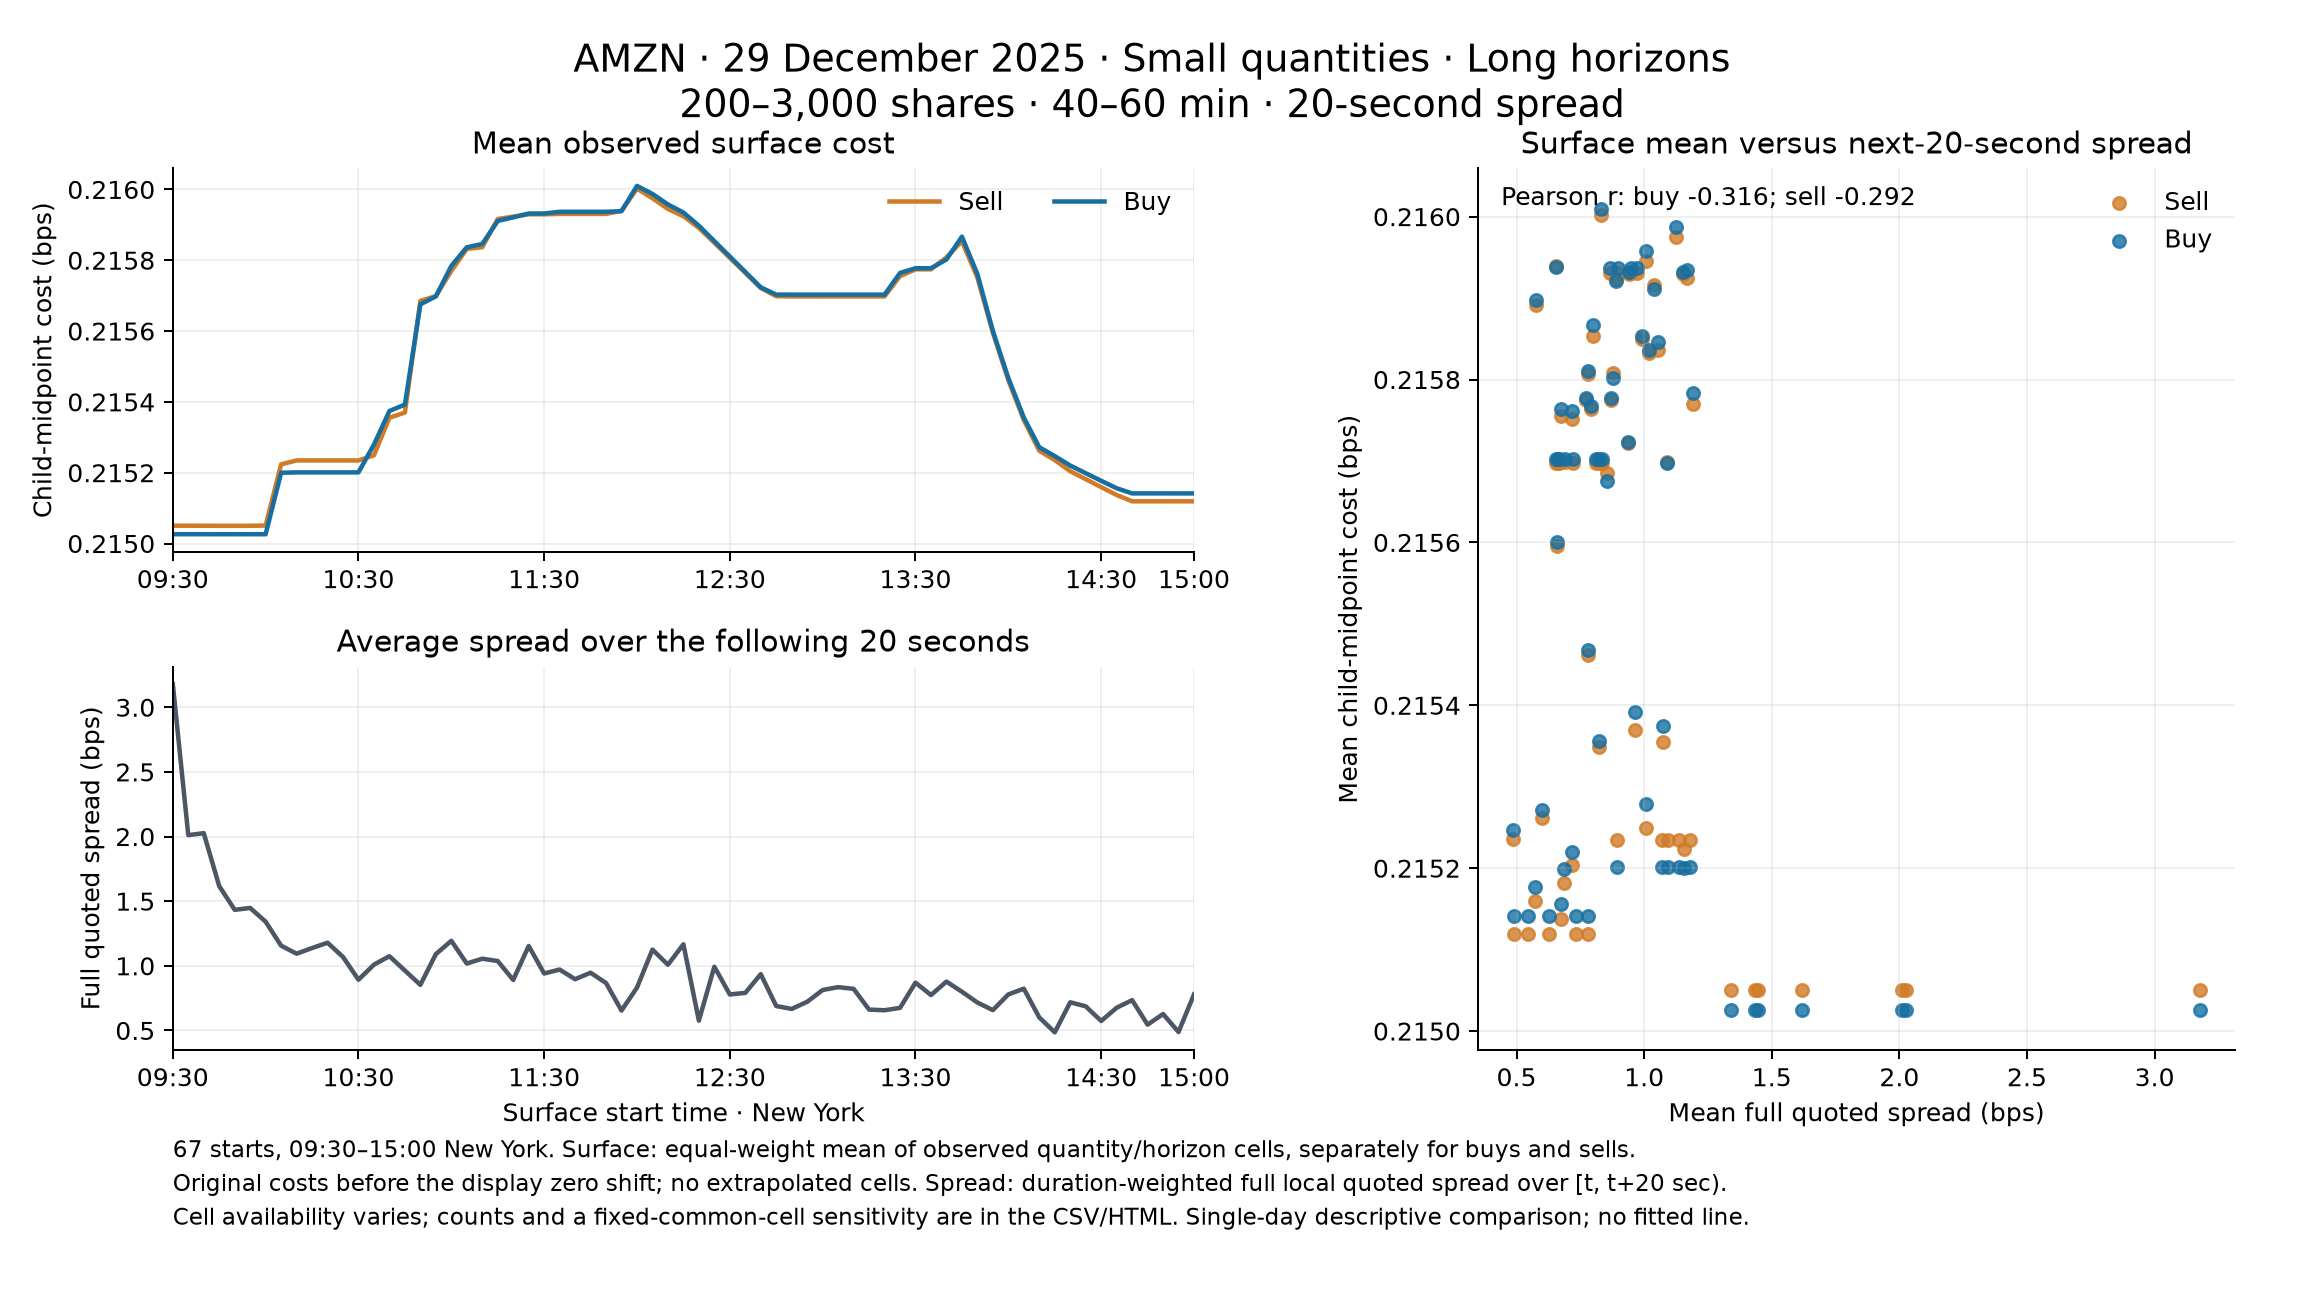 AMZN · 29 December 2025 · Small quantities · Long horizons
200–3,000 shares · 40–60 min · 20-second spread
Mean observed surface cost
Child-midpoint cost (bps)
0.2160
0.2158
0.2156
0.2154
0.2152
0.2150
Sell
Buy
09:30
10:30
11:30
12:30
13:30
14:30
15:00
Average spread over the following 20 seconds
Full quoted spread (bps)
3.0
2.5
2.0
1.5
1.0
0.5
09:30
10:30
11:30
12:30
13:30
14:30
15:00
Surface start time · New York
Surface mean versus next-20-second spread
Pearson r: buy -0.316; sell -0.292
Sell
Buy
Mean child-midpoint cost (bps)
0.2160
0.2158
0.2156
0.2154
0.2152
0.2150
0.5
1.0
1.5
2.0
2.5
3.0
Mean full quoted spread (bps)
67 starts, 09:30–15:00 New York. Surface: equal-weight mean of observed quantity/horizon cells, separately for buys and sells.
Original costs before the display zero shift; no extrapolated cells. Spread: duration-weighted full local quoted spread over [t, t+20 sec).
Cell availability varies; counts and a fixed-common-cell sensitivity are in the CSV/HTML. Single-day descriptive comparison; no fitted line.